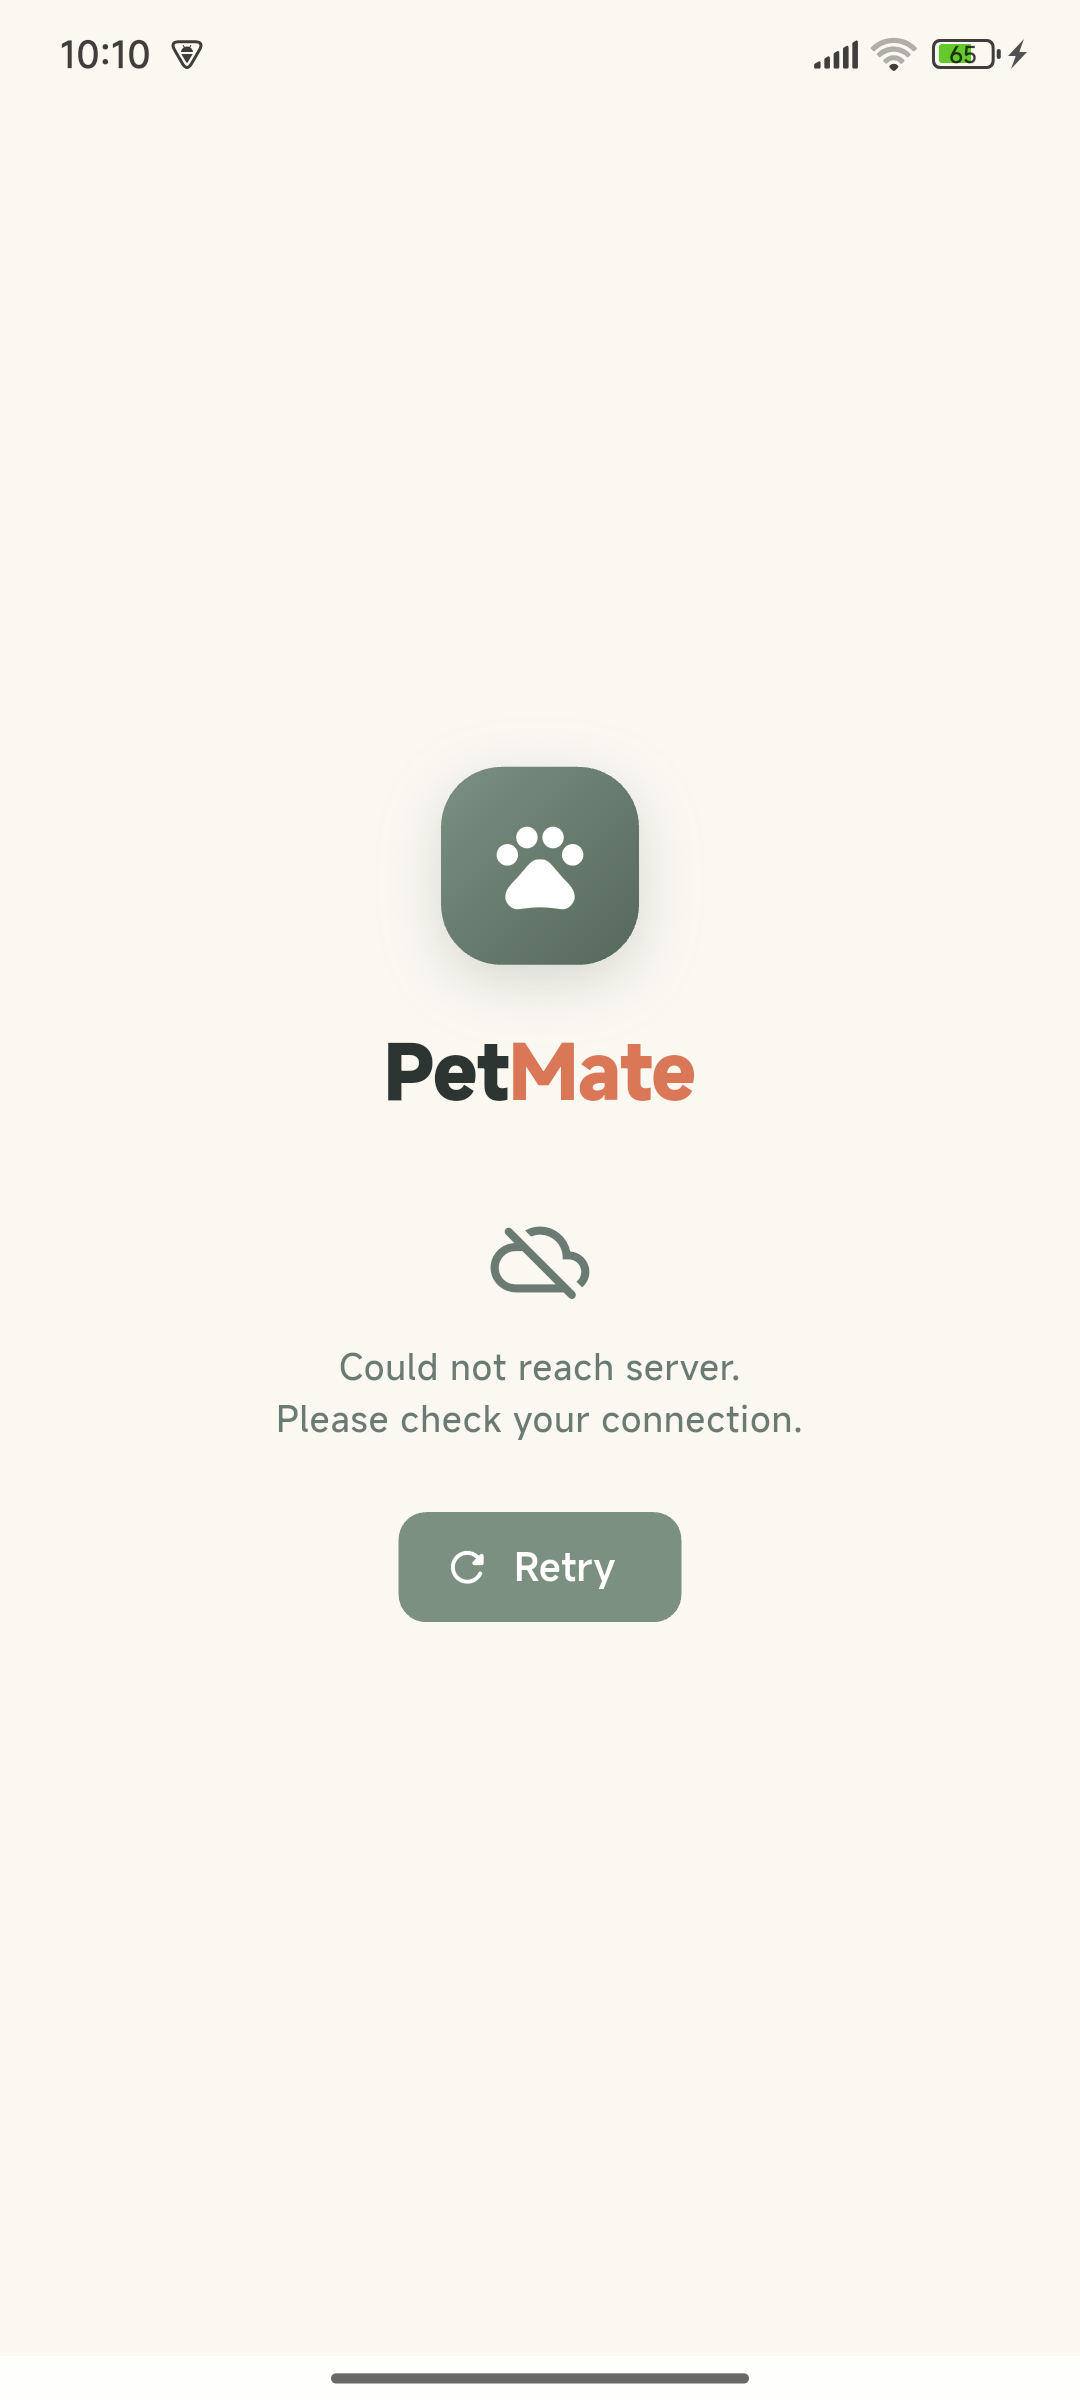 10:10
65
PetMate
Could not reach server.
Please check your connection.
Retry